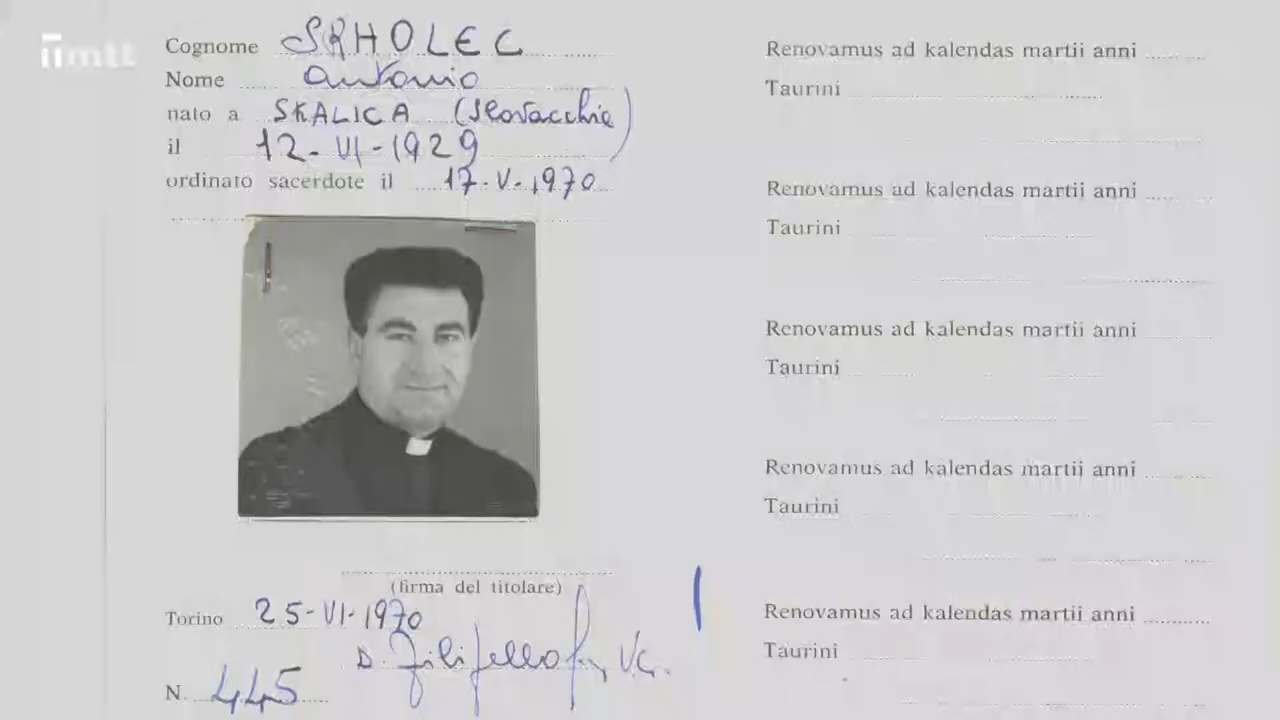 mtt
Cognome SRHOLEC
Nome Antonio
nato a SKALICA (Slovacchia)
il 12-VI-1929
ordinato sacerdote il 17-V-1970
(firma del titolare)
Torino 25-VI-1970
N. 445
Renovamus ad kalendas martii anni
Taurini
Renovamus ad kalendas martii anni
Taurini
Renovamus ad kalendas martii anni
Taurini
Renovamus ad kalendas martii anni
Taurini
Renovamus ad kalendas martii anni
Taurini